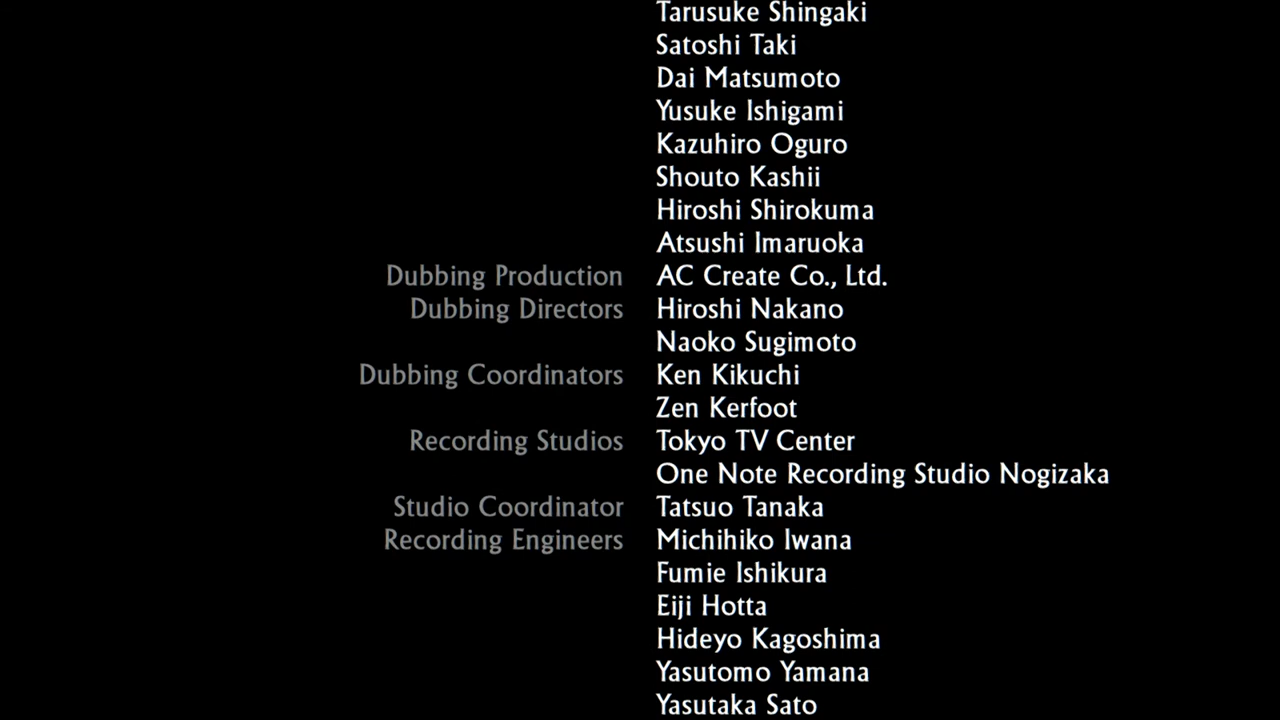 Tarusuke Shingaki
Satoshi Taki
Dai Matsumoto
Yusuke Ishigami
Kazuhiro Oguro
Shouto Kashii
Hiroshi Shirokuma
Atsushi Imaruoka
Dubbing Production AC Create Co., Ltd.
Dubbing Directors Hiroshi Nakano
Naoko Sugimoto
Dubbing Coordinators Ken Kikuchi
Zen Kerfoot
Recording Studios Tokyo TV Center
One Note Recording Studio Nogizaka
Studio Coordinator Tatsuo Tanaka
Recording Engineers Michihiko Iwana
Fumie Ishikura
Eiji Hotta
Hideyo Kagoshima
Yasutomo Yamana
Yasutaka Sato